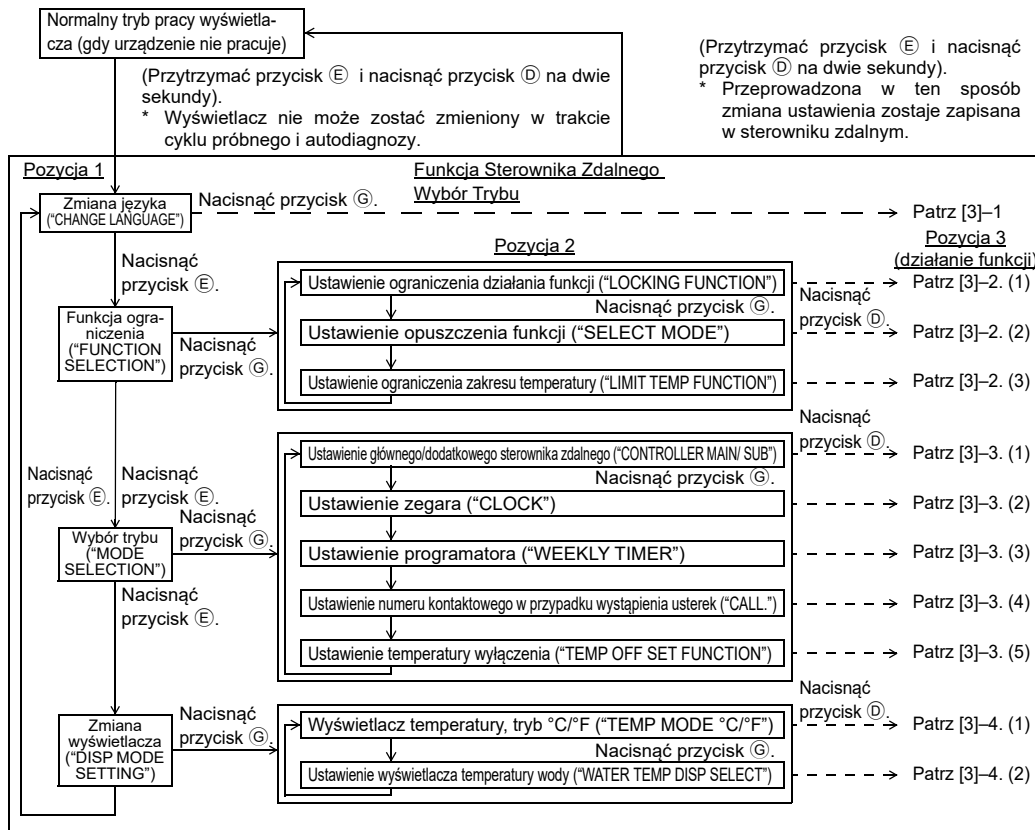 Normalny tryb pracy wyświetla-
cza (gdy urządzenie nie pracuje)
(Przytrzymać przycisk Ⓔ i nacisnąć przycisk Ⓓ na dwie
sekundy).
* Wyświetlacz nie może zostać zmieniony w trakcie
cyklu próbnego i autodiagnozy.
(Przytrzymać przycisk Ⓔ i nacisnąć
przycisk Ⓓ na dwie sekundy).
* Przeprowadzona w ten sposób
zmiana ustawienia zostaje zapisana
w sterowniku zdalnym.
Pozycja 1
Funkcja Sterownika Zdalnego
Wybór Trybu
Zmiana języka
("CHANGE LANGUAGE")
Nacisnąć przycisk Ⓖ.
Patrz [3]–1
Pozycja 2
Pozycja 3
(działanie funkcji)
Nacisnąć
przycisk Ⓔ.
Funkcja ogra-
niczenia
("FUNCTION
SELECTION")
Nacisnąć
przycisk Ⓖ.
Ustawienie ograniczenia działania funkcji ("LOCKING FUNCTION")
Nacisnąć przycisk Ⓖ.
Nacisnąć
przycisk Ⓓ.
Patrz [3]–2. (1)
Ustawienie opuszczenia funkcji ("SELECT MODE")
Patrz [3]–2. (2)
Ustawienie ograniczenia zakresu temperatury ("LIMIT TEMP FUNCTION")
Patrz [3]–2. (3)
Nacisnąć
przycisk Ⓔ.
Nacisnąć
przycisk Ⓔ.
Wybór trybu
("MODE
SELECTION")
Nacisnąć
przycisk Ⓖ.
Nacisnąć
przycisk Ⓓ.
Ustawienie głównego/dodatkowego sterownika zdalnego ("CONTROLLER MAIN/ SUB")
Nacisnąć przycisk Ⓖ.
Patrz [3]–3. (1)
Ustawienie zegara ("CLOCK")
Patrz [3]–3. (2)
Ustawienie programatora ("WEEKLY TIMER")
Patrz [3]–3. (3)
Ustawienie numeru kontaktowego w przypadku wystąpienia usterek ("CALL.")
Patrz [3]–3. (4)
Ustawienie temperatury wyłączenia ("TEMP OFF SET FUNCTION")
Patrz [3]–3. (5)
Nacisnąć
przycisk Ⓔ.
Zmiana
wyświetlacza
("DISP MODE
SETTING")
Nacisnąć
przycisk Ⓖ.
Nacisnąć
przycisk Ⓓ.
Wyświetlacz temperatury, tryb °C/°F ("TEMP MODE °C/°F")
Nacisnąć przycisk Ⓖ.
Patrz [3]–4. (1)
Ustawienie wyświetlacza temperatury wody ("WATER TEMP DISP SELECT")
Patrz [3]–4. (2)